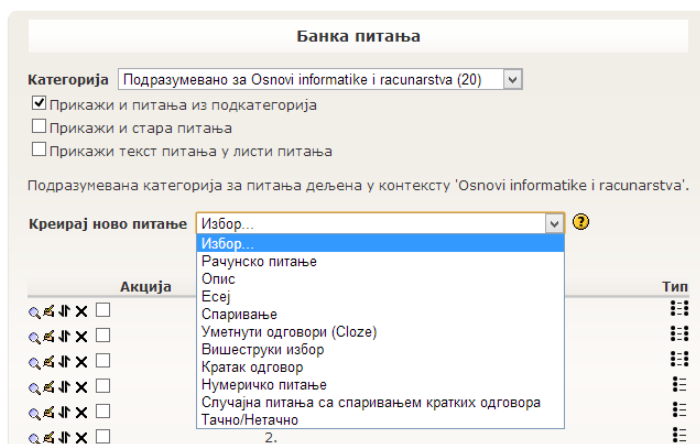 Банка питања
Категорија Подразумевано за Osnovi informatike i racunarstva (20)
Прикажи и питања из подкатегорија
Прикажи и стара питања
Прикажи текст питања у листи питања
Подразумевана категорија за питања дељена у контексту 'Osnovi informatike i racunarstva'.
Креирај ново питање Избор...
Избор...
Рачунско питање
Опис
Есеј
Спаривање
Уметнути одговори (Cloze)
Вишеструки избор
Кратак одговор
Нумеричко питање
Случајна питања са спаривањем кратких одговора
Тачно/Нетачно
Акција Тип
2.